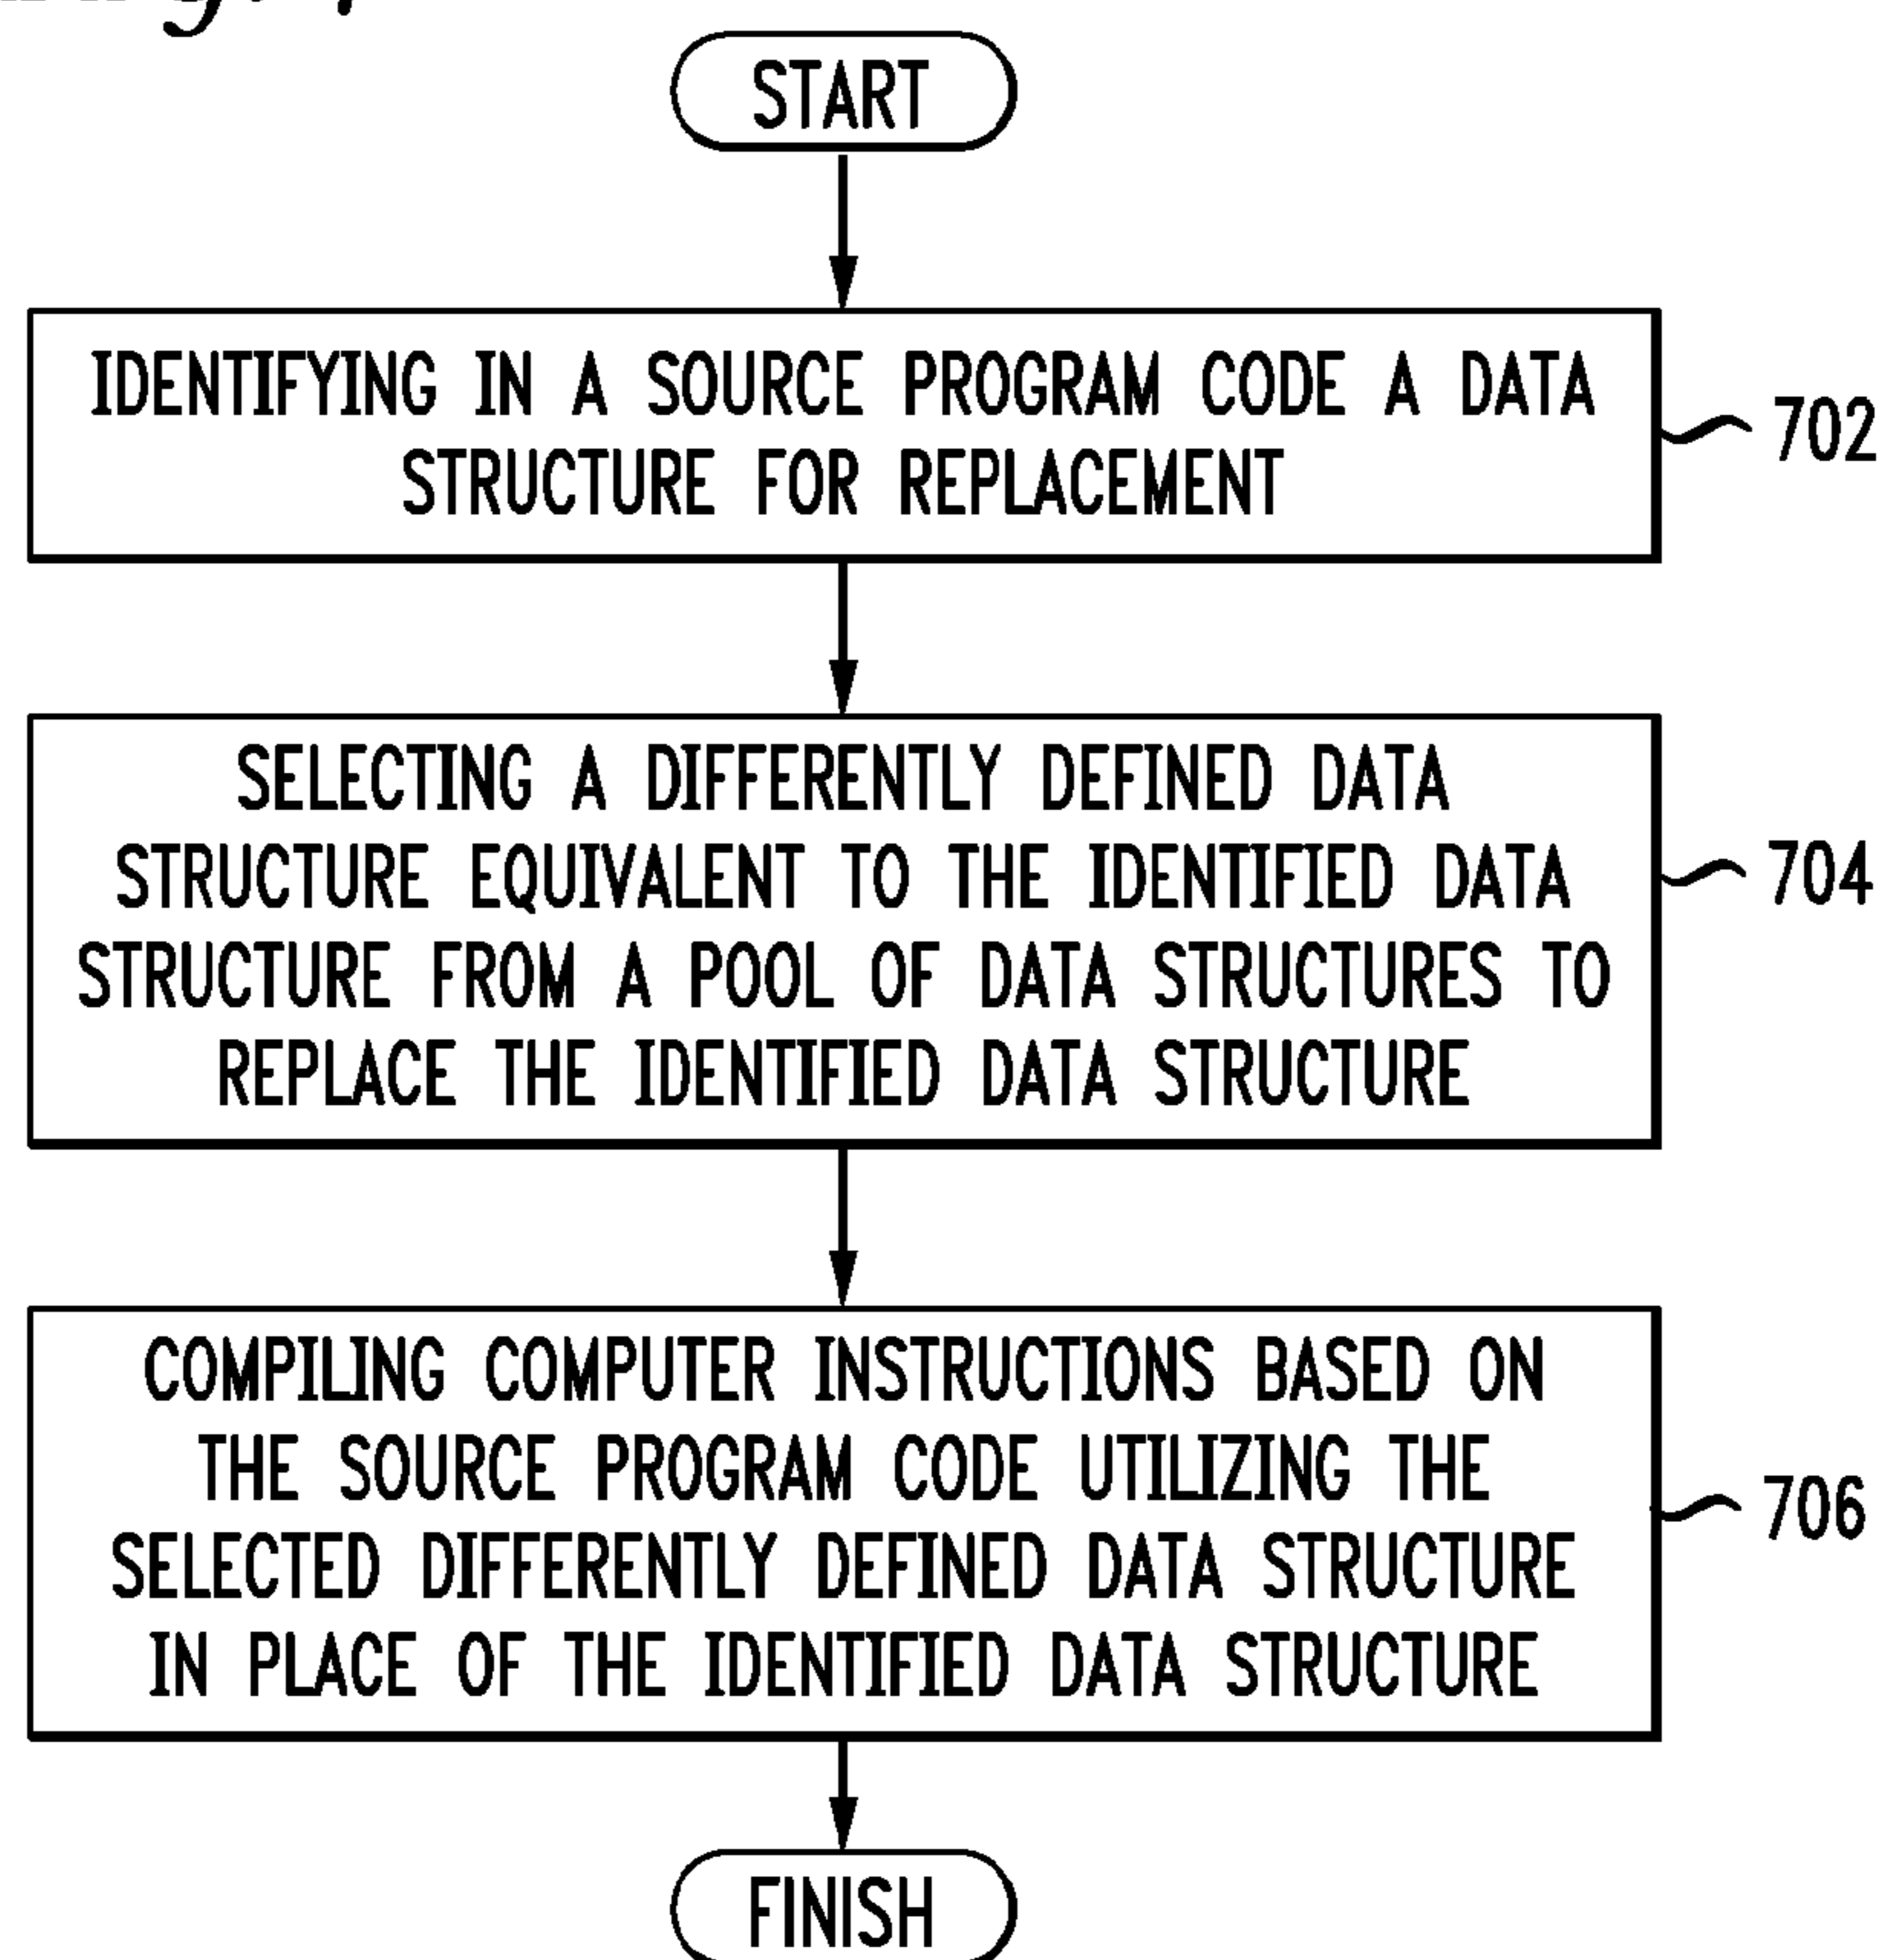 START
IDENTIFYING IN A SOURCE PROGRAM CODE A DATA
STRUCTURE FOR REPLACEMENT
702
SELECTING A DIFFERENTLY DEFINED DATA
STRUCTURE EQUIVALENT TO THE IDENTIFIED DATA
STRUCTURE FROM A POOL OF DATA STRUCTURES TO
REPLACE THE IDENTIFIED DATA STRUCTURE
704
COMPILING COMPUTER INSTRUCTIONS BASED ON
THE SOURCE PROGRAM CODE UTILIZING THE
SELECTED DIFFERENTLY DEFINED DATA STRUCTURE
IN PLACE OF THE IDENTIFIED DATA STRUCTURE
706
FINISH